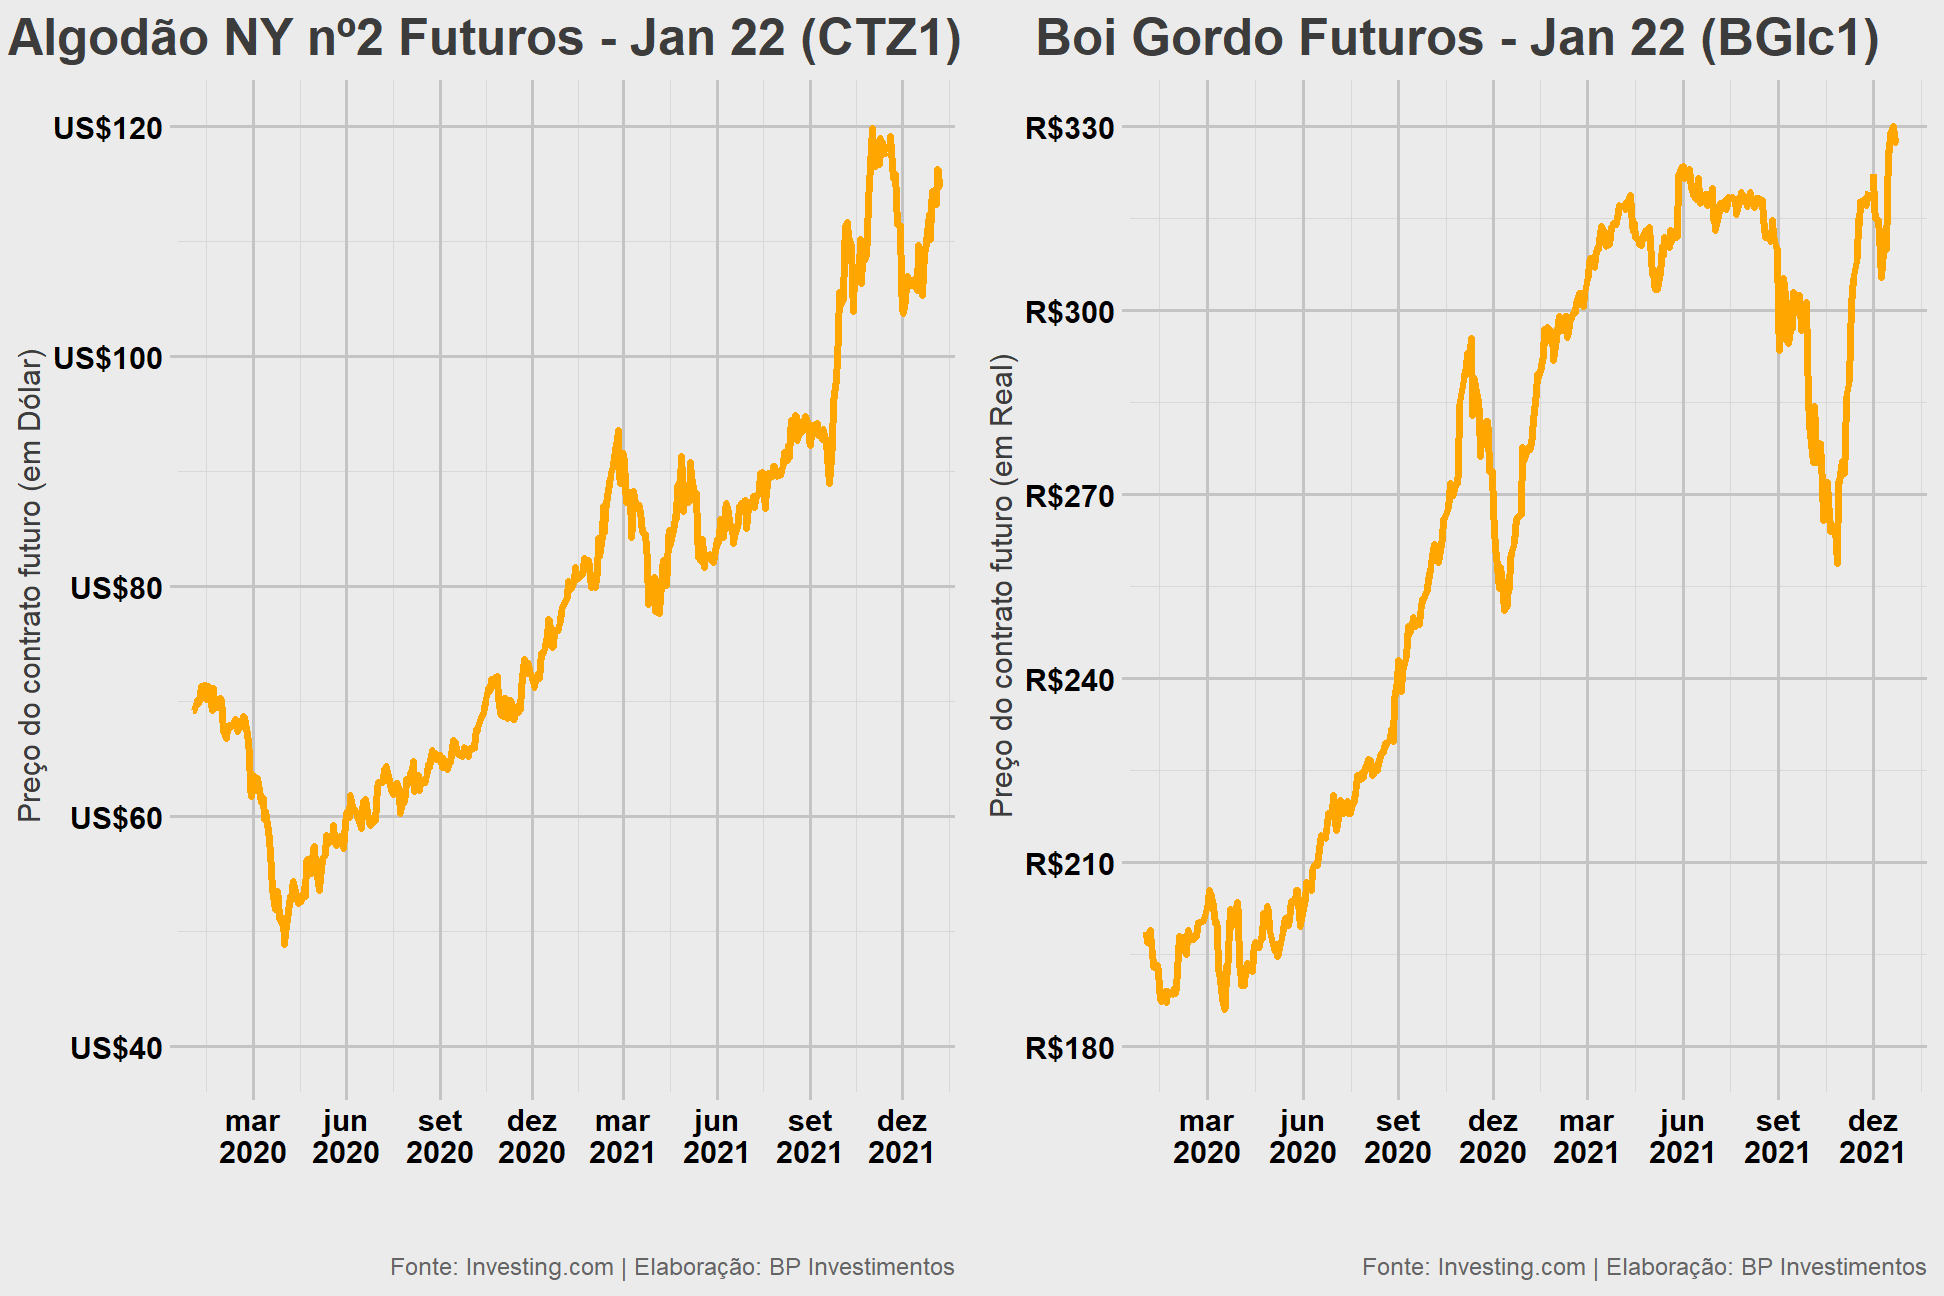 Algodão NY nº2 Futuros - Jan 22 (CTZ1)
Preço do contrato futuro (em Dólar)
US$120
US$100
US$80
US$60
US$40
mar jun set dez mar jun set dez
2020 2020 2020 2020 2021 2021 2021 2021
Fonte: Investing.com | Elaboração: BP Investimentos
Boi Gordo Futuros - Jan 22 (BGIc1)
Preço do contrato futuro (em Real)
R$330
R$300
R$270
R$240
R$210
R$180
mar jun set dez mar jun set dez
2020 2020 2020 2020 2021 2021 2021 2021
Fonte: Investing.com | Elaboração: BP Investimentos